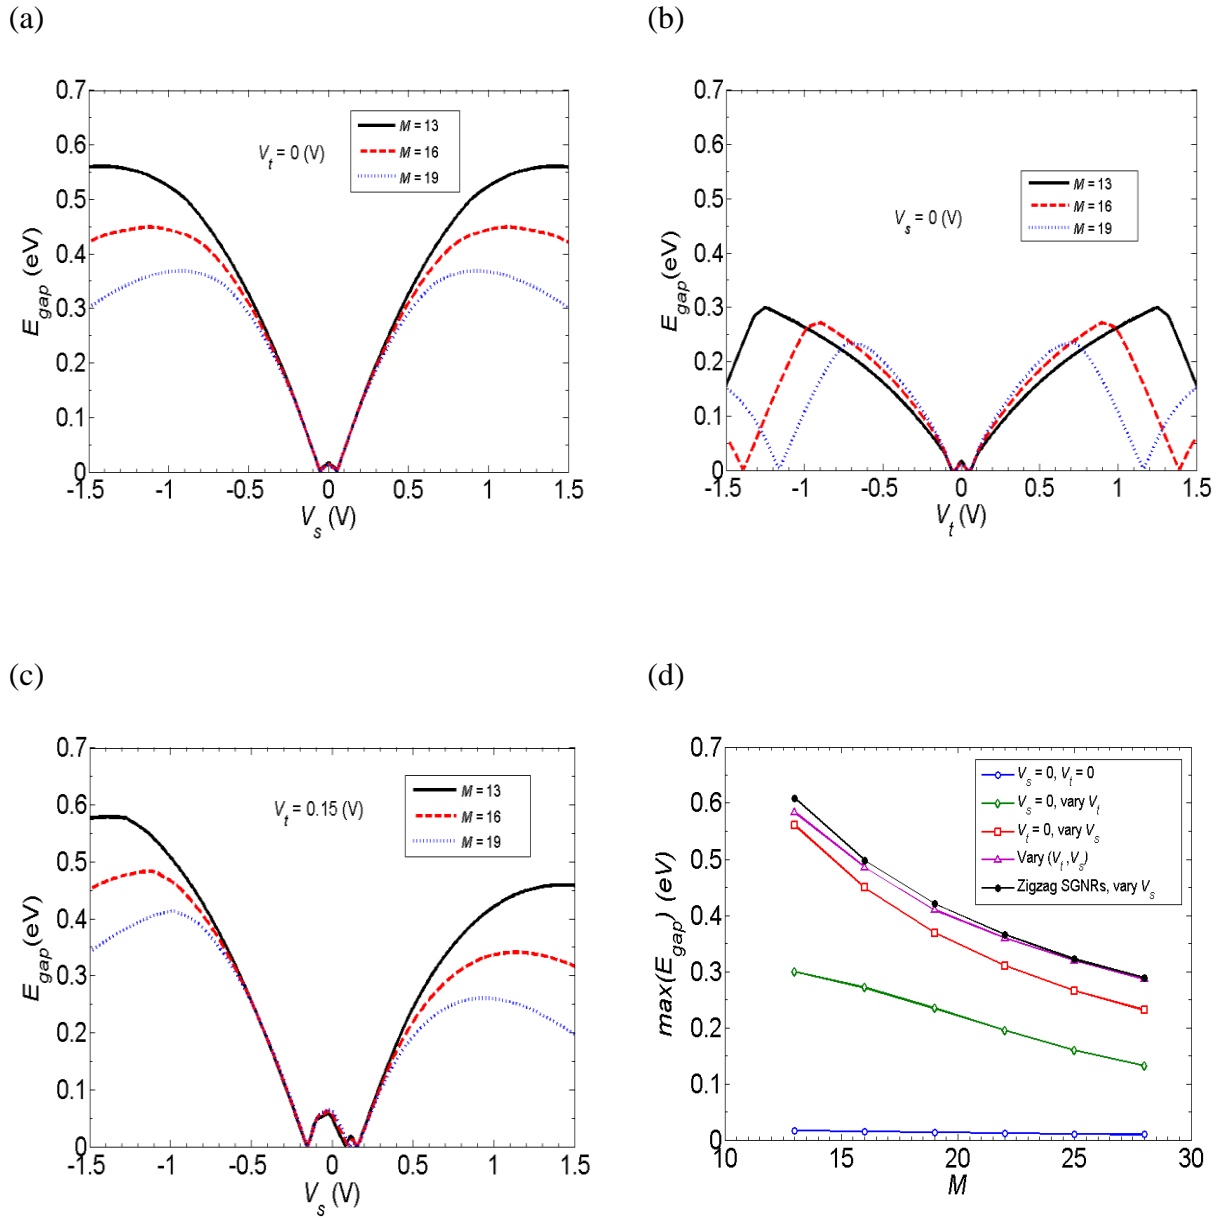 (a)
0.7
0.6
0.5
0.4
0.3
0.2
0.1
0
-1.5
-1
-0.5
0
0.5
1
1.5
E_gap (eV)
V_s (V)
V_t = 0 (V)
M = 13
M = 16
M = 19
(b)
0.7
0.6
0.5
0.4
0.3
0.2
0.1
0
-1.5
-1
-0.5
0
0.5
1
1.5
E_gap (eV)
V_t (V)
V_s = 0 (V)
M = 13
M = 16
M = 19
(c)
0.7
0.6
0.5
0.4
0.3
0.2
0.1
0
-1.5
-1
-0.5
0
0.5
1
1.5
E_gap (eV)
V_s (V)
V_t = 0.15 (V)
M = 13
M = 16
M = 19
(d)
0.7
0.6
0.5
0.4
0.3
0.2
0.1
0
10
15
20
25
30
max(E_gap) (eV)
M
V_s = 0, V_t = 0
V_s = 0, vary V_t
V_t = 0, vary V_s
Vary (V_t, V_s)
Zigzag SGNRs, vary V_s